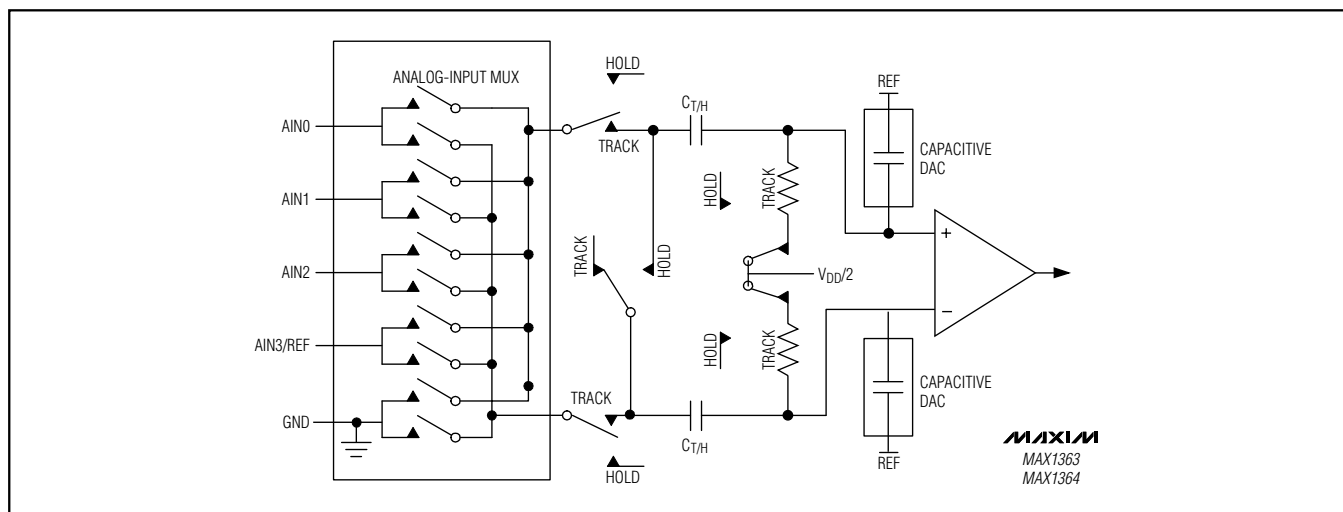 ANALOG-INPUT MUX
AIN0
AIN1
AIN2
AIN3/REF
GND
HOLD
TRACK
CT/H
HOLD
TRACK
TRACK
HOLD
VDD/2
HOLD
TRACK
TRACK
HOLD
CT/H
REF
CAPACITIVE
DAC
+
−
CAPACITIVE
DAC
REF
MAXIM
MAX1363
MAX1364